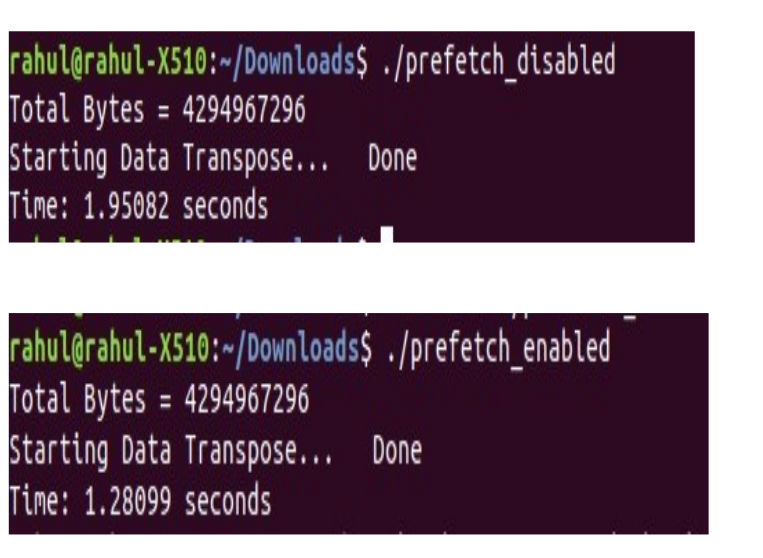 rahul@rahul-X510:~/Downloads$ ./prefetch_disabled
Total Bytes = 4294967296
Starting Data Transpose... Done
Time: 1.95082 seconds
rahul@rahul-X510:~/Downloads$ ./prefetch_enabled
Total Bytes = 4294967296
Starting Data Transpose... Done
Time: 1.28099 seconds